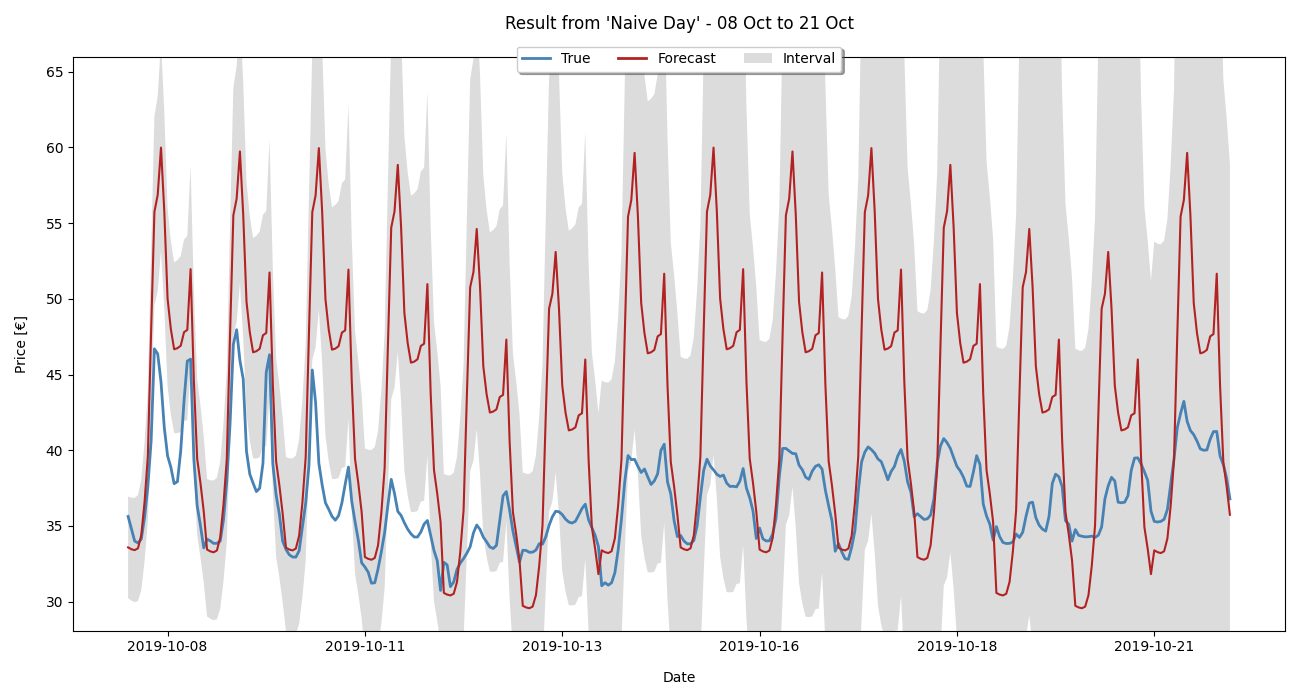 Result from 'Naive Day' - 08 Oct to 21 Oct
True
Forecast
Interval
65
60
55
50
45
40
35
30
Price [€]
2019-10-08
2019-10-11
2019-10-13
2019-10-16
2019-10-18
2019-10-21
Date